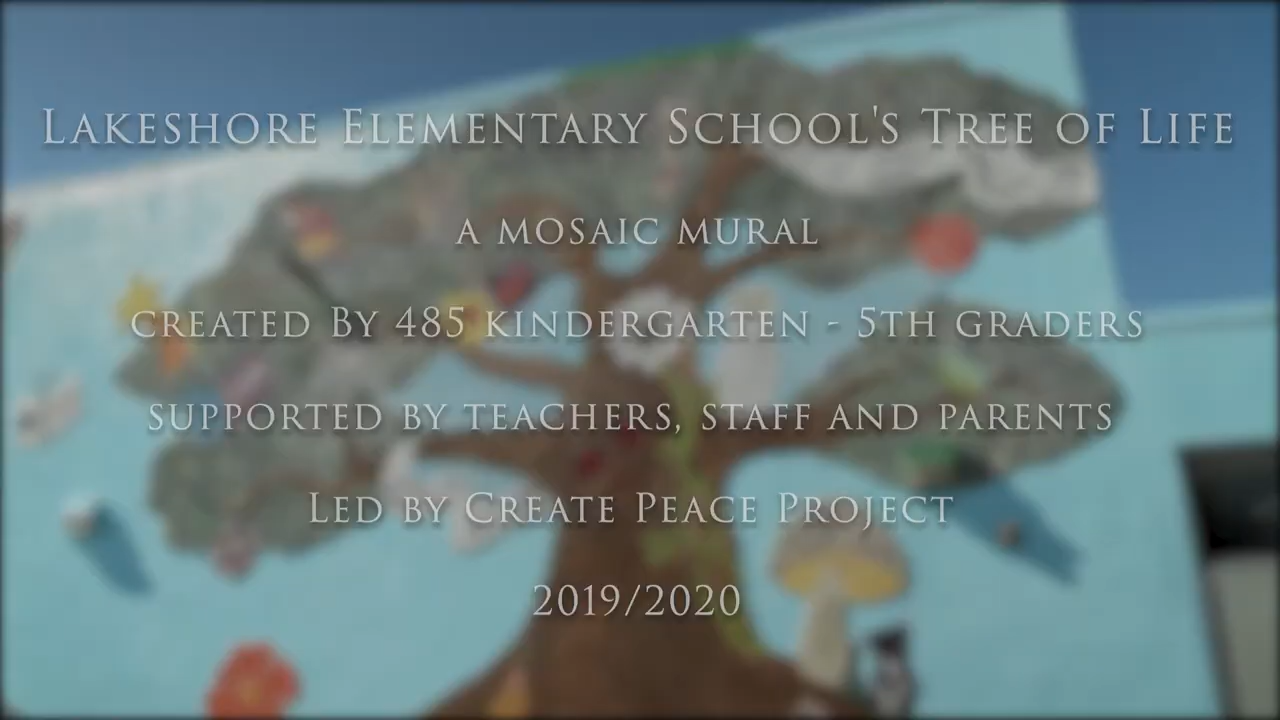 Lakeshore Elementary School's Tree of Life
a mosaic mural
created By 485 kindergarten - 5th graders
supported by teachers, staff and parents
Led by Create Peace Project
2019/2020